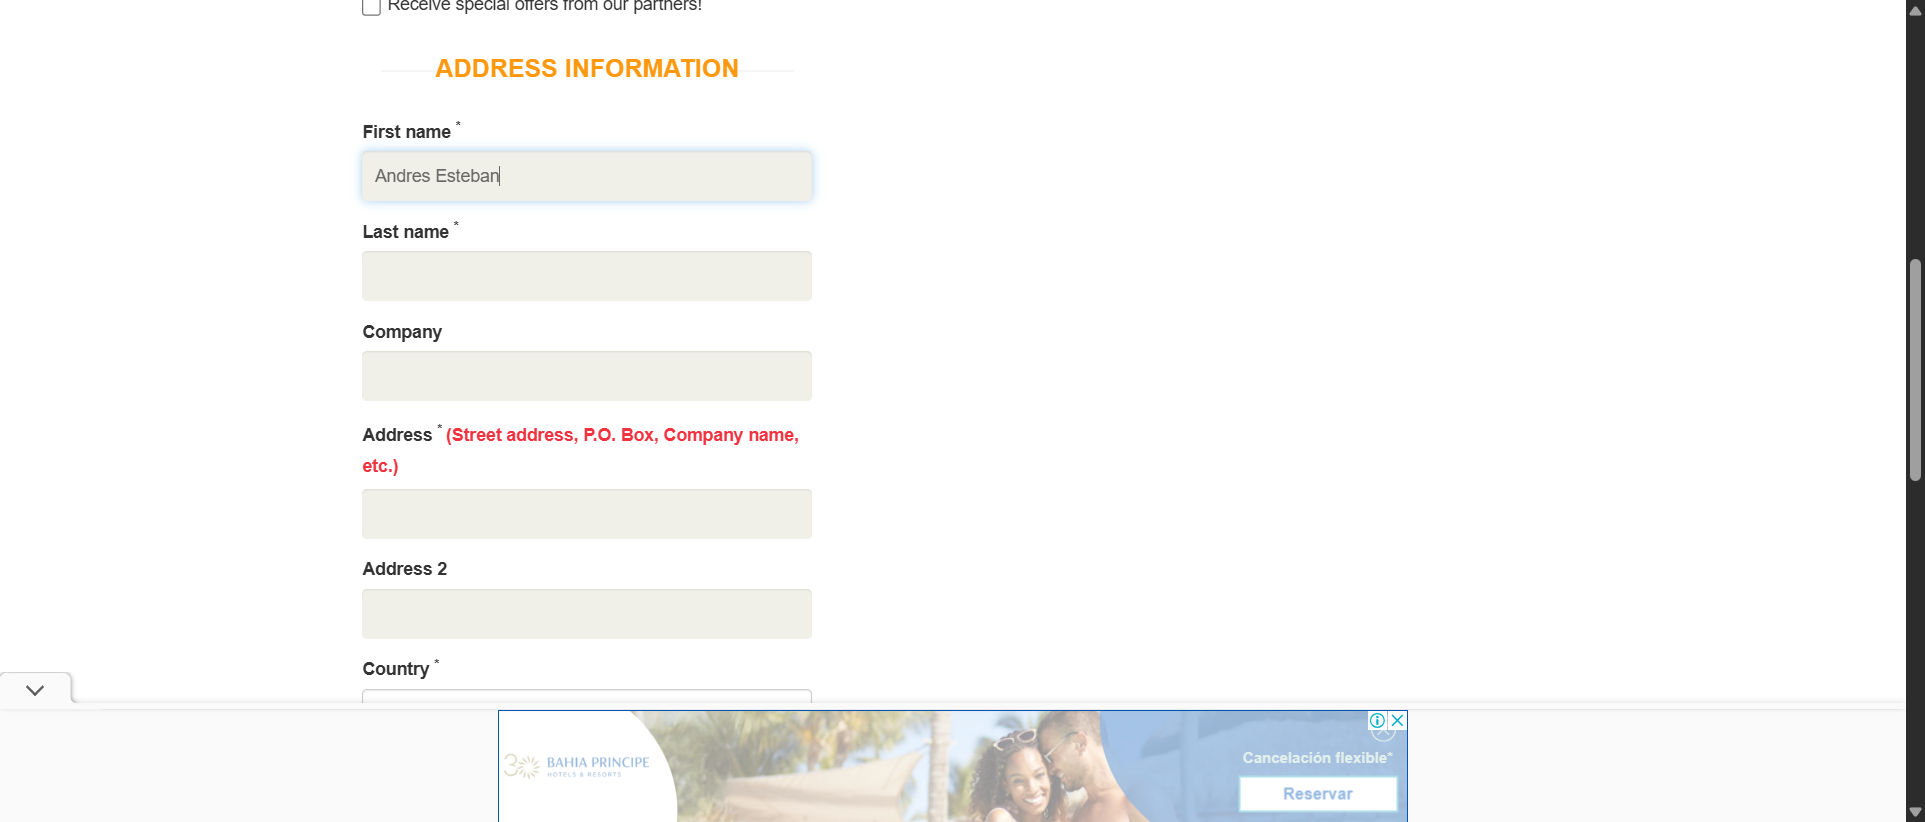 Receive special offers from our partners!
ADDRESS INFORMATION
First name *
Andres Esteban
Last name *
Company
Address * (Street address, P.O. Box, Company name,
etc.)
Address 2
Country *
30 BAHIA PRINCIPE
HOTELS & RESORTS
Cancelación flexible*
Reservar